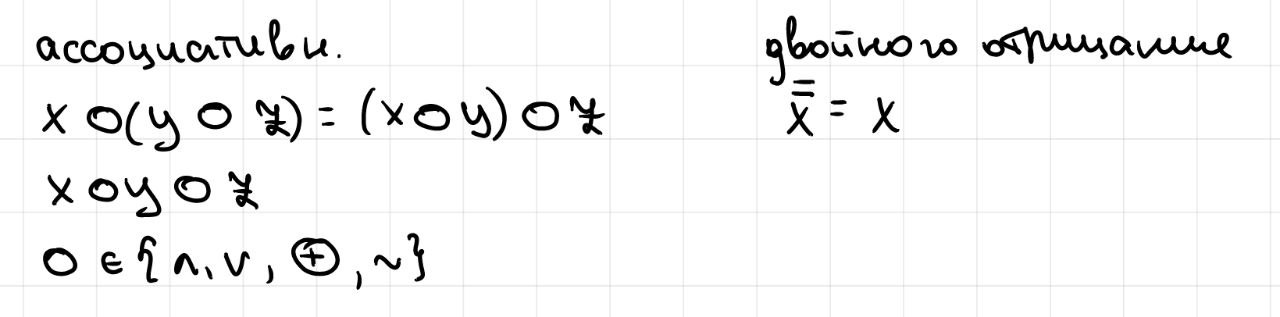 ассоциативн.
x ○ (y ○ z) = (x ○ y) ○ z
x ○ y ○ z
○ ∈ {∧, ∨, ⊕, ~}
двойного отрицание
x̿ = x